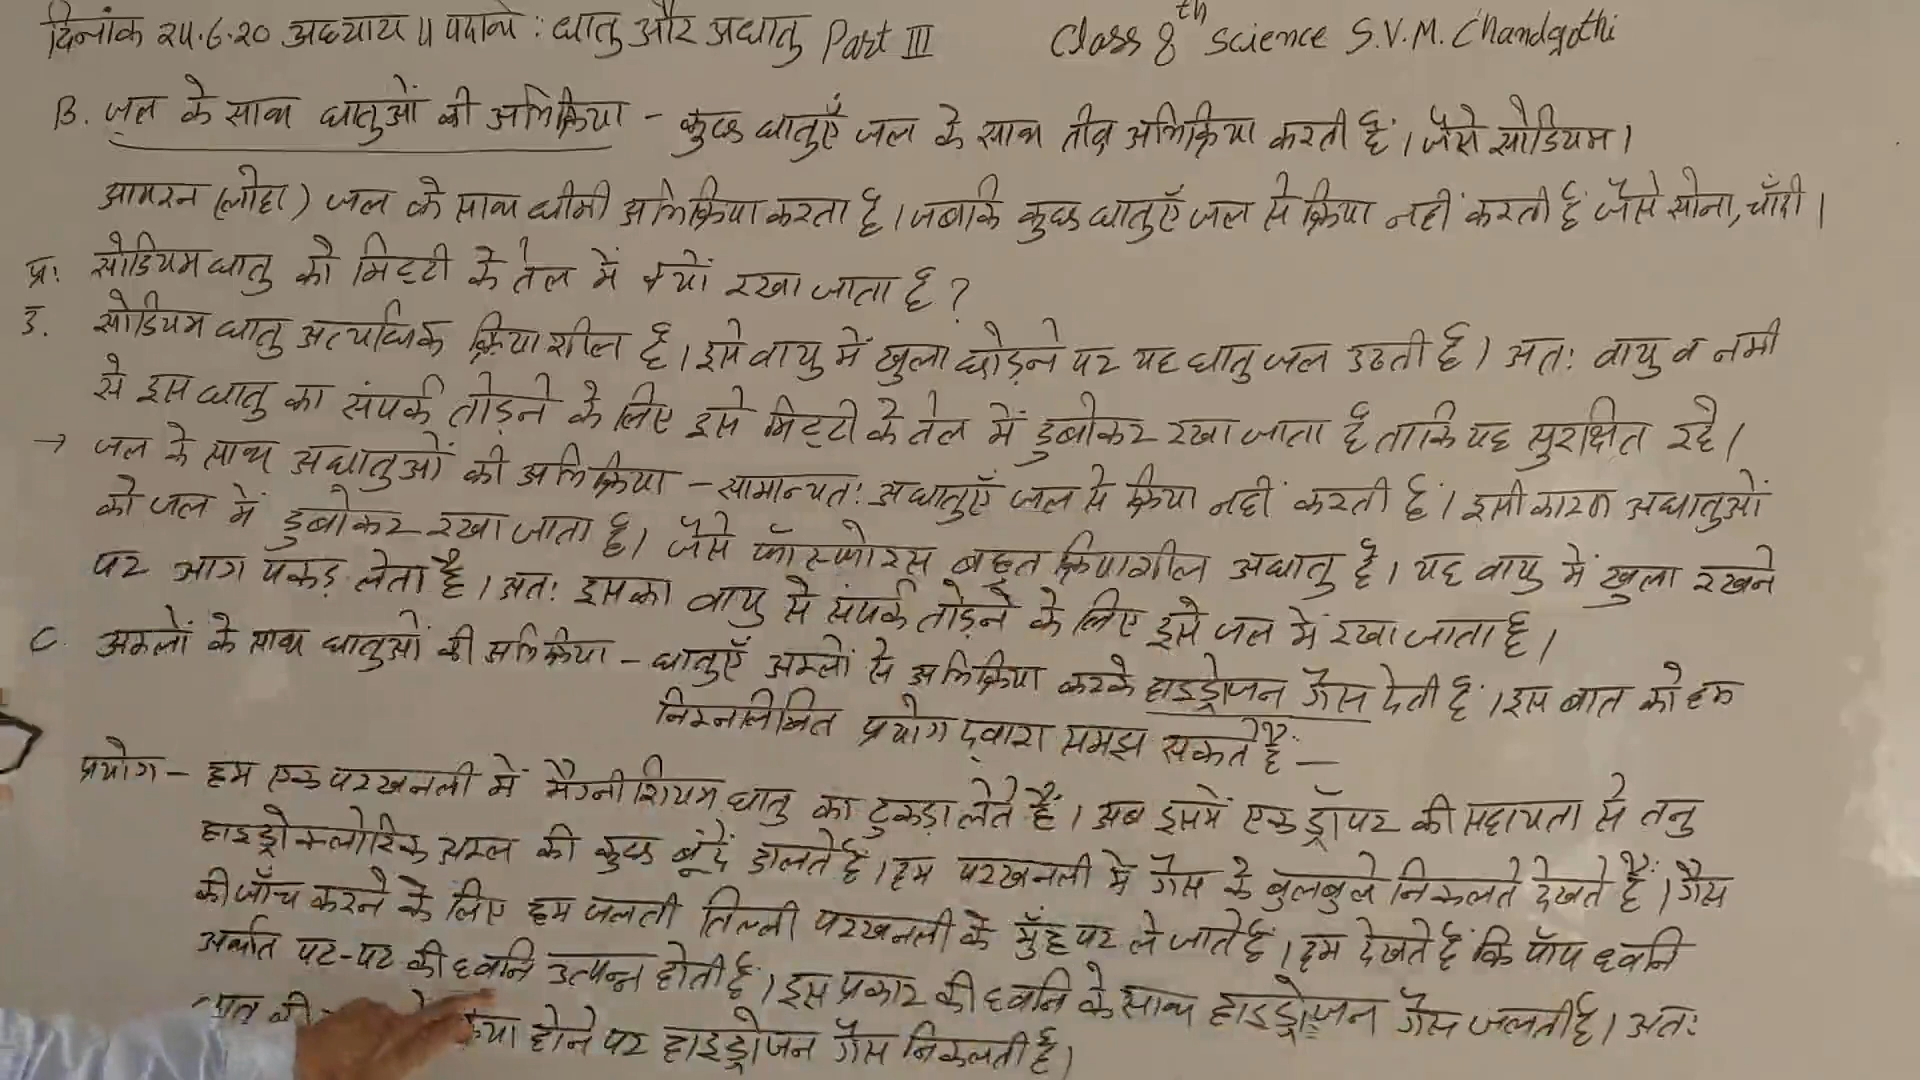 दिनांक २५.6.20 अध्याय ॥ पदार्थ : धातु और अधातु Part III Class 8th Science S.V.M. Chandgothi
B. जल के साथ धातुओं की अभिक्रिया – कुछ धातुएँ जल के साथ तीव्र अभिक्रिया करती हैं । जैसे सोडियम ।
आयरन (लोहा) जल के साथ धीमी अभिक्रिया करता है । जबकि कुछ धातुएँ जल से क्रिया नहीं करती हैं जैसे सोना, चाँदी ।
प्र: सोडियम धातु को मिट्टी के तेल में क्यों रखा जाता है ?
उ. सोडियम धातु अत्यधिक क्रियाशील है । इसे वायु में खुला छोड़ने पर यह धातु जल उठती है । अतः वायु व नमी
से इस धातु का संपर्क तोड़ने के लिए इसे मिट्टी के तेल में डुबोकर रखा जाता है ताकि यह सुरक्षित रहे ।
→ जल के साथ अधातुओं की अभिक्रिया – सामान्यतः अधातुएँ जल से क्रिया नहीं करती हैं । इसी कारण अधातुओं
को जल में डुबोकर रखा जाता है । जैसे फॉस्फोरस बहुत क्रियाशील अधातु है । यह वायु में खुला रखने
पर आग पकड़ लेता है । अतः इसका वायु से संपर्क तोड़ने के लिए इसे जल में रखा जाता है ।
C. अम्लों के साथ धातुओं की अभिक्रिया – धातुएँ अम्लों से अभिक्रिया करके हाइड्रोजन गैस देती हैं । इस बात को हम
निम्नलिखित प्रयोग द्वारा समझ सकते हैं –
प्रयोग – हम एक परखनली में मैग्नीशियम धातु का टुकड़ा लेते हैं । अब इसमें एक ड्रॉपर की सहायता से तनु
हाइड्रोक्लोरिक अम्ल की कुछ बूंदें डालते हैं । हम परखनली में गैस के बुलबुले निकलते देखते हैं । गैस
की जाँच करने के लिए हम जलती तिल्ली परखनली के मुँह पर ले जाते हैं । हम देखते हैं कि पॉप ध्वनि
अर्थात पट-पट की ध्वनि उत्पन्न होती है । इस प्रकार की ध्वनि के साथ हाइड्रोजन गैस जलती है । अतः
होने पर हाइड्रोजन गैस निकलती है ।